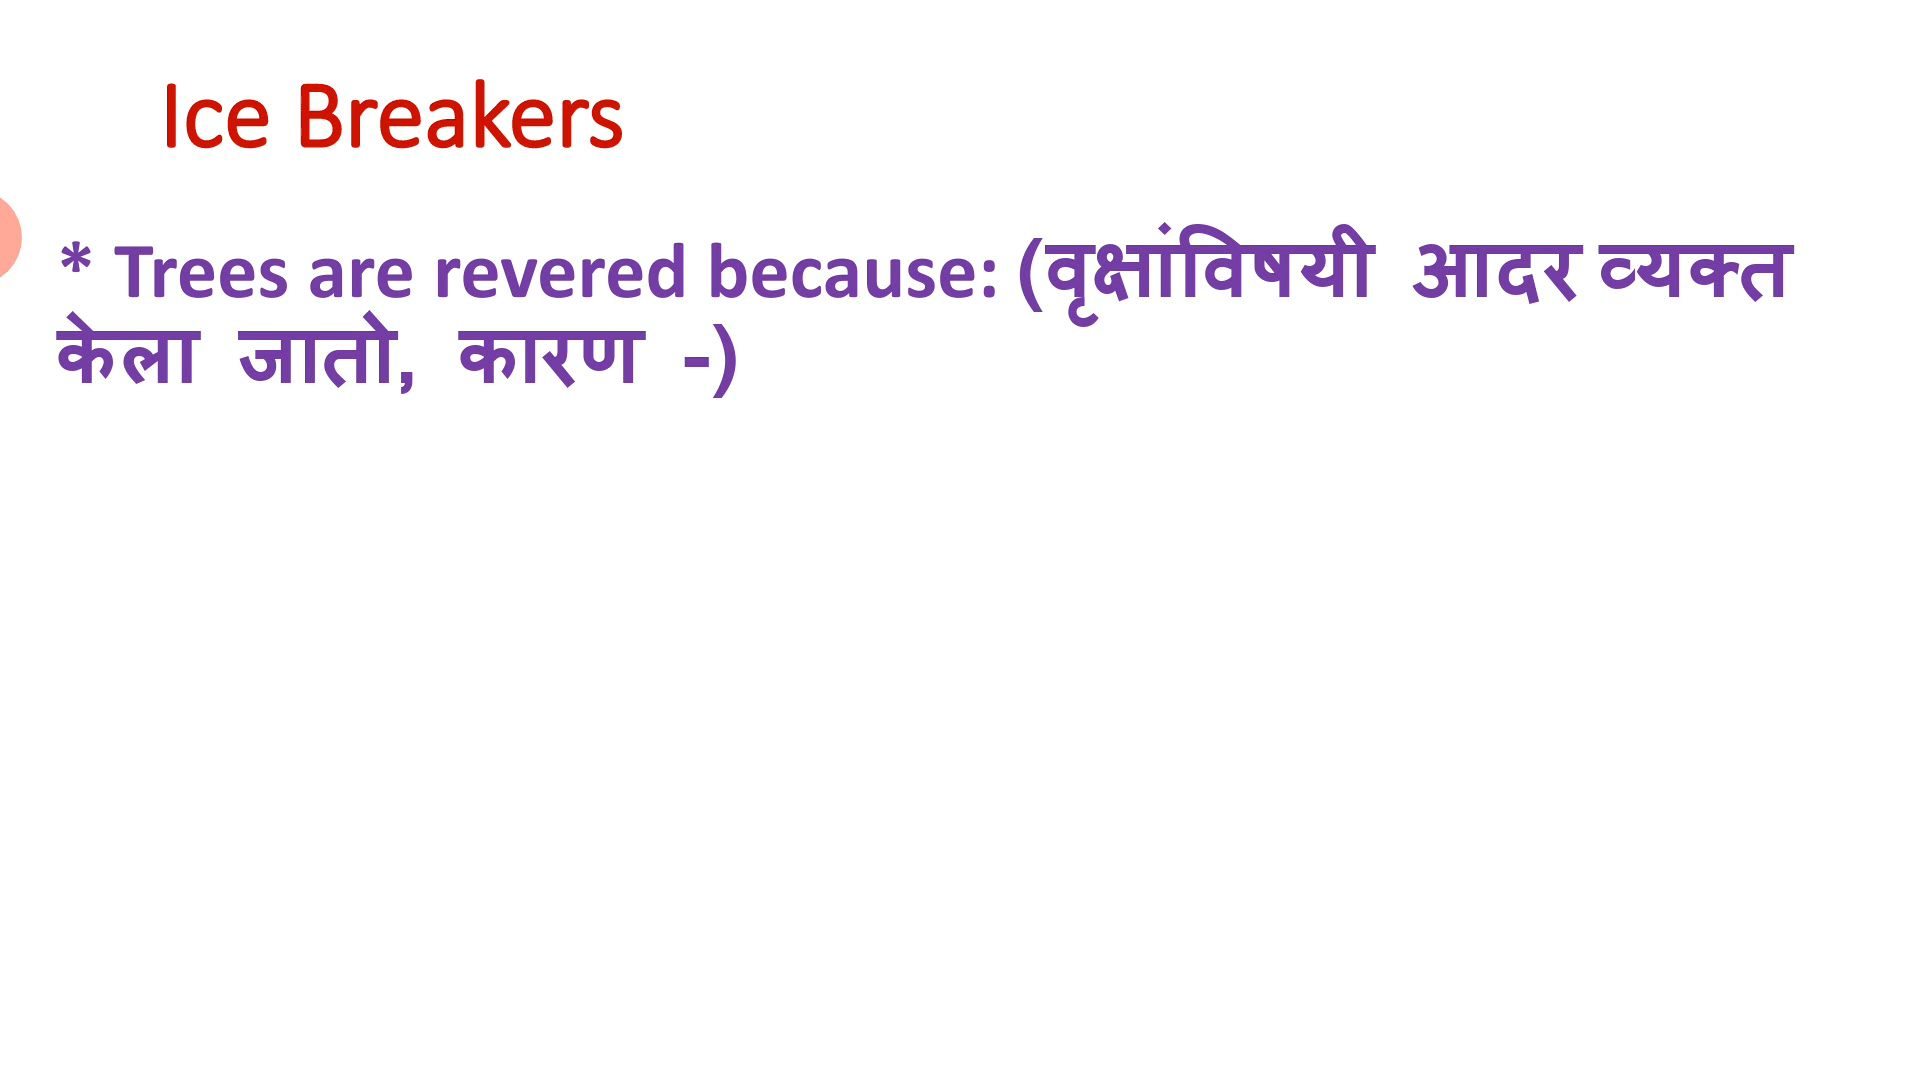 Ice Breakers
* Trees are revered because: (वृक्षांविषयी आदर व्यक्त
केला जातो, कारण -)